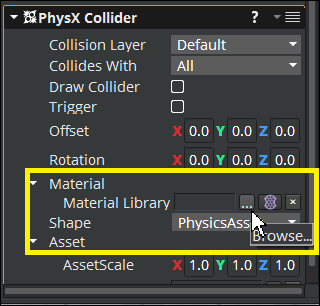 PhysX Collider ?
Collision Layer Default
Collides With All
Draw Collider
Trigger
Offset X 0.0 Y 0.0 Z 0.0
Rotation X 0.0 Y 0.0 Z 0.0
Material
Material Library ...
Shape PhysicsAss
Browse...
Asset
AssetScale X 1.0 Y 1.0 Z 1.0